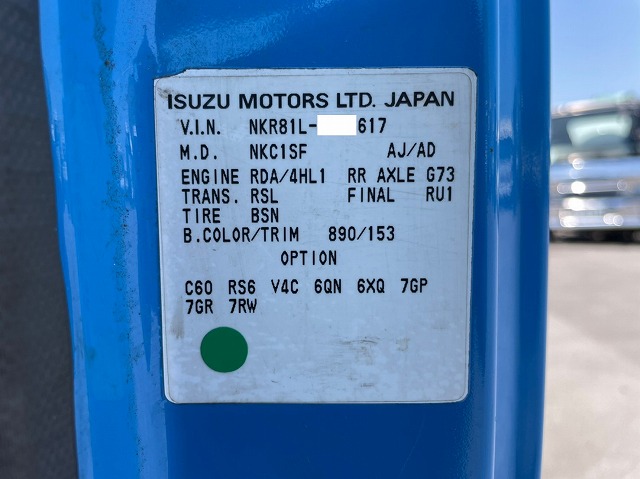 ISUZU MOTORS LTD. JAPAN
V.I.N. NKR81L- 617
M.D. NKC1SF AJ/AD
ENGINE RDA/4HL1 RR AXLE G73
TRANS. RSL FINAL RU1
TIRE BSN
B.COLOR/TRIM 890/153
OPTION
C60 RS6 V4C 6QN 6XQ 7GP
7GR 7RW